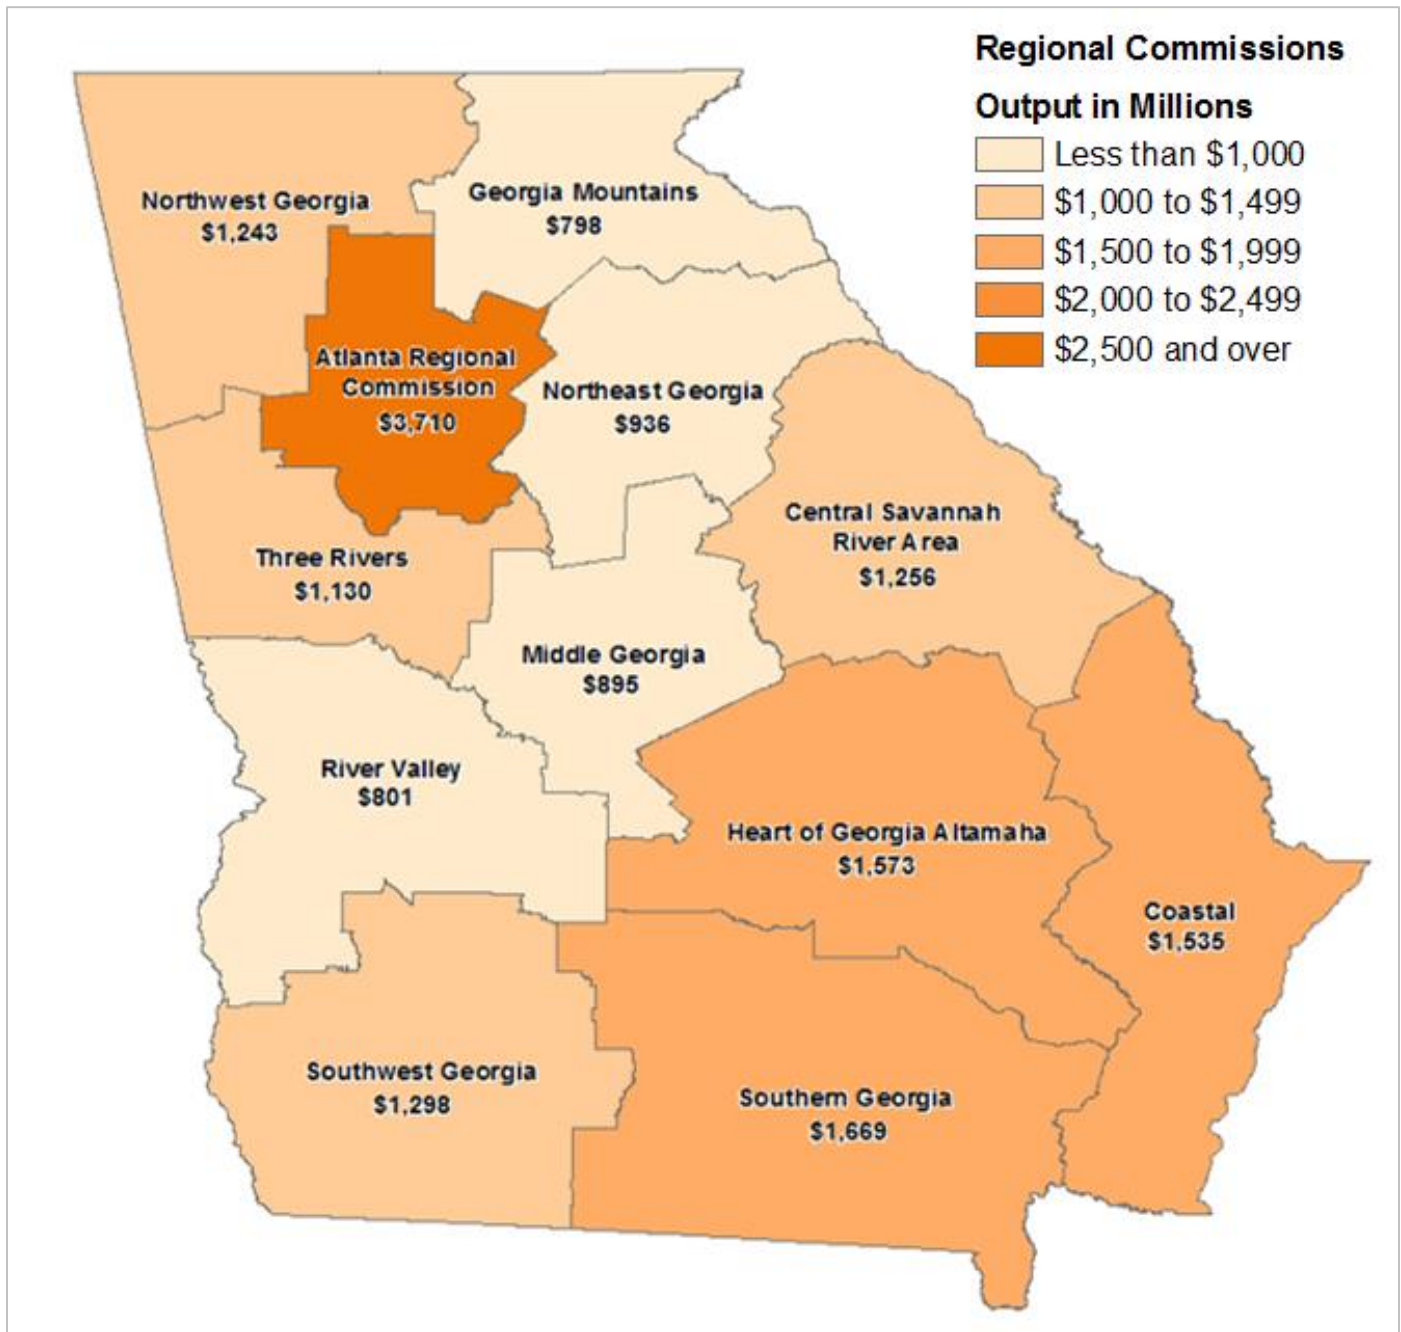 Regional Commissions
Output in Millions
Less than $1,000
$1,000 to $1,499
$1,500 to $1,999
$2,000 to $2,499
$2,500 and over
Northwest Georgia
$1,243
Georgia Mountains
$798
Atlanta Regional
Commission
$3,710
Northeast Georgia
$936
Central Savannah
River Area
$1,256
Three Rivers
$1,130
Middle Georgia
$895
River Valley
$801
Heart of Georgia Altamaha
$1,573
Coastal
$1,535
Southwest Georgia
$1,298
Southern Georgia
$1,669